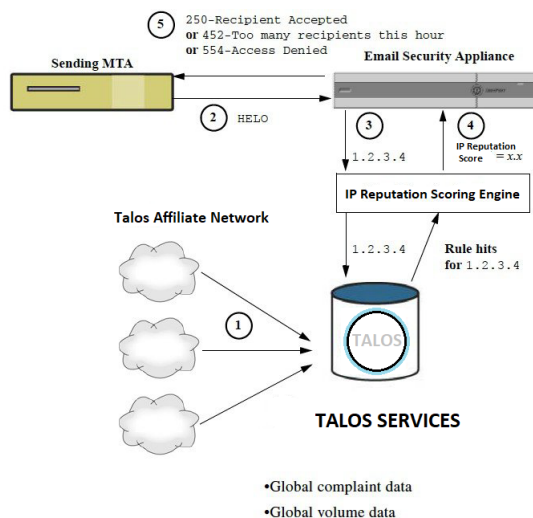 5
250-Recipient Accepted
or 452-Too many recipients this hour
or 554-Access Denied
Sending MTA
Email Security Appliance
2
HELO
3
4
1.2.3.4
IP Reputation
Score = x.x
IP Reputation Scoring Engine
Talos Affiliate Network
1.2.3.4
Rule hits
for 1.2.3.4
1
TALOS
TALOS SERVICES
•Global complaint data
•Global volume data